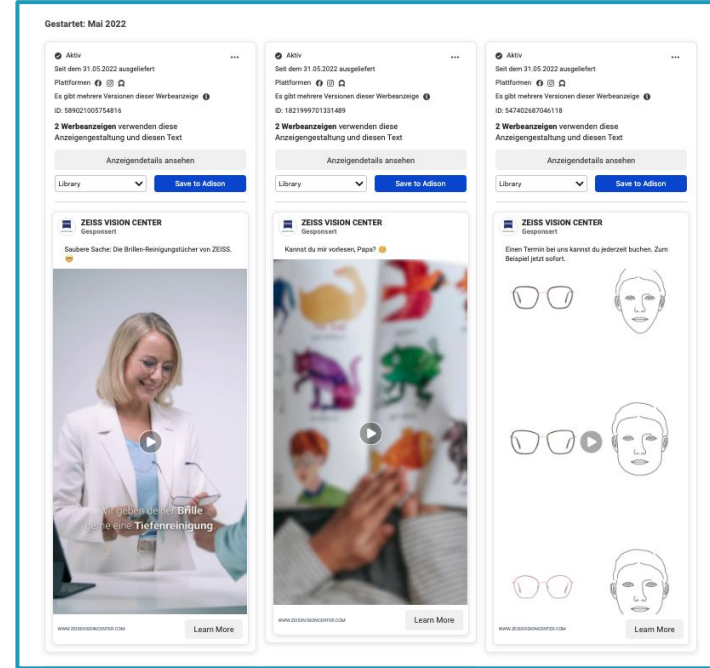 Gestartet: Mai 2022
Aktiv
Seit dem 31.05.2022 ausgeliefert
Plattformen
Es gibt mehrere Versionen dieser Werbeanzeige
ID: 589021005754816
2 Werbeanzeigen verwenden diese
Anzeigengestaltung und diesen Text
Anzeigendetails ansehen
Library
Save to Adison
ZEISS VISION CENTER
Gesponsert
Saubere Sache: Die Brillen-Reinigungstücher von ZEISS.
Wir geben deiner Brille
gerne eine Tiefenreinigung.
WWW.ZEISSVISIONCENTER.COM
Learn More
Aktiv
Seit dem 31.05.2022 ausgeliefert
Plattformen
Es gibt mehrere Versionen dieser Werbeanzeige
ID: 1821999701331489
2 Werbeanzeigen verwenden diese
Anzeigengestaltung und diesen Text
Anzeigendetails ansehen
Library
Save to Adison
ZEISS VISION CENTER
Gesponsert
Kannst du mir vorlesen, Papa?
WWW.ZEISSVISIONCENTER.COM
Learn More
Aktiv
Seit dem 31.05.2022 ausgeliefert
Plattformen
Es gibt mehrere Versionen dieser Werbeanzeige
ID: 547402687046118
2 Werbeanzeigen verwenden diese
Anzeigengestaltung und diesen Text
Anzeigendetails ansehen
Library
Save to Adison
ZEISS VISION CENTER
Gesponsert
Einen Termin bei uns kannst du jederzeit buchen. Zum
Beispiel jetzt sofort.
WWW.ZEISSVISIONCENTER.COM
Learn More